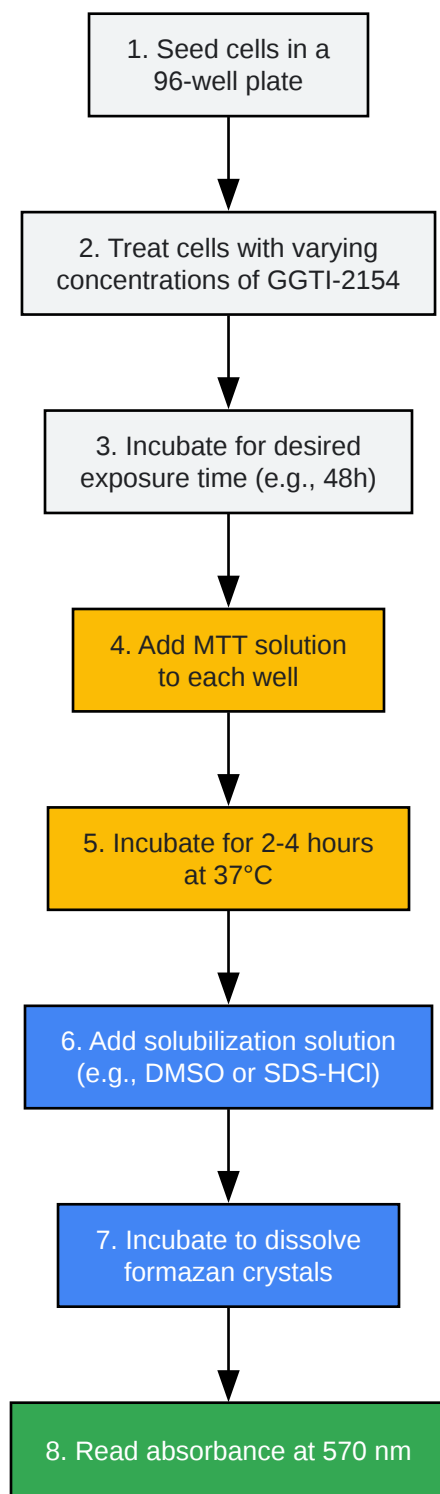 1. Seed cells in a
96-well plate
2. Treat cells with varying
concentrations of GGTI-2154
3. Incubate for desired
exposure time (e.g., 48h)
4. Add MTT solution
to each well
5. Incubate for 2-4 hours
at 37°C
6. Add solubilization solution
(e.g., DMSO or SDS-HCl)
7. Incubate to dissolve
formazan crystals
8. Read absorbance at 570 nm